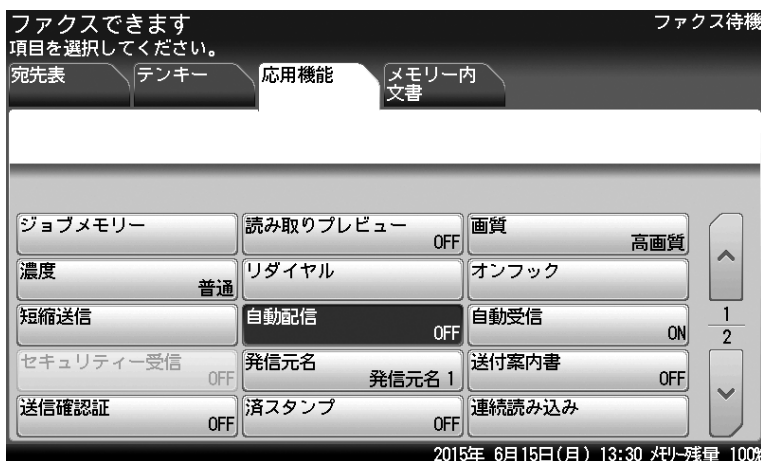 ファクスできます
ファクス待機
項目を選択してください。
宛先表
テンキー
応用機能
メモリー内
文書
ジョブメモリー
読み取りプレビュー
OFF
画質
高画質
濃度
普通
リダイヤル
オンフック
短縮送信
自動配信
OFF
自動受信
ON
セキュリティー受信
OFF
発信元名
発信元名1
送付案内書
OFF
送信確認証
OFF
済スタンプ
OFF
連続読み込み
1
2
2015年 6月15日(月) 13:30 メモリー残量 100%